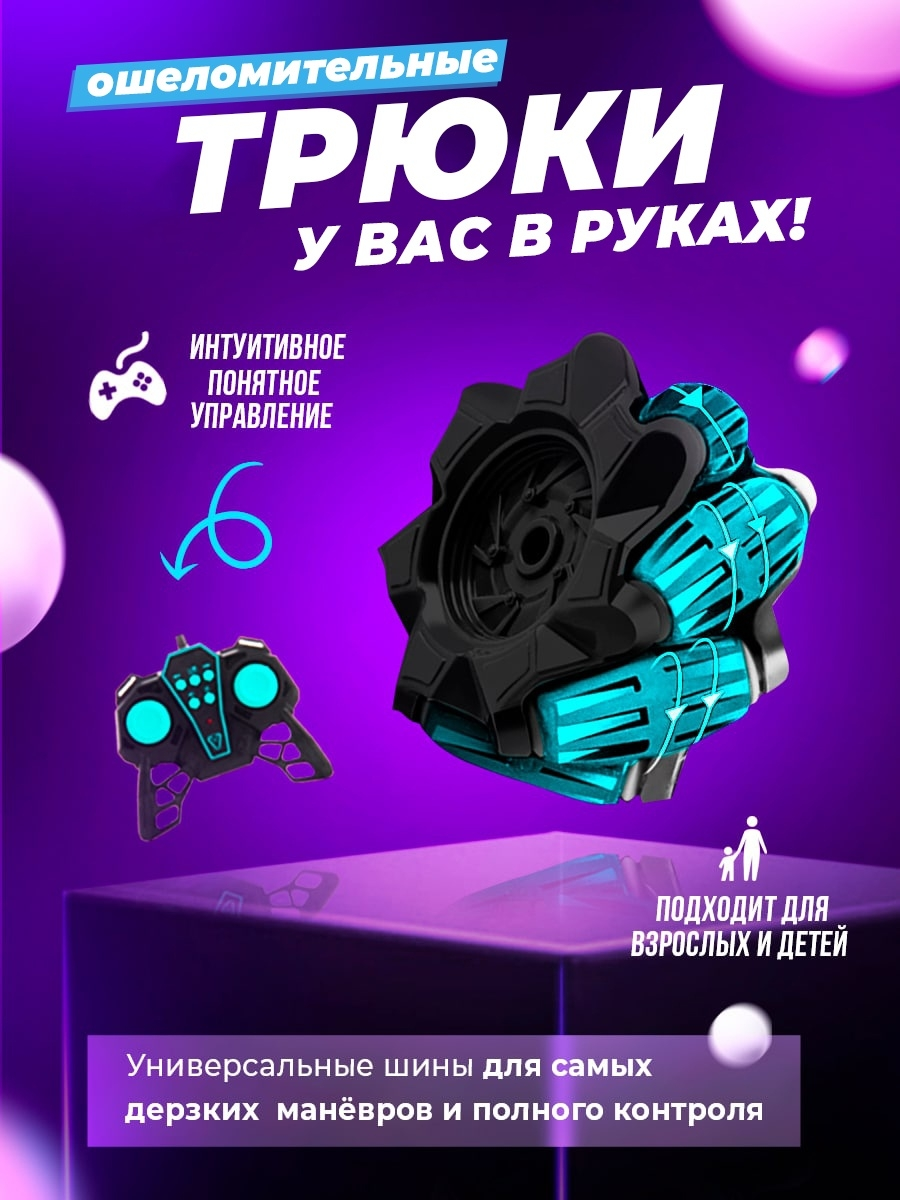 ошеломительные
ТРЮКИ
У ВАС В РУКАХ!
ИНТУИТИВНОЕ
ПОНЯТНОЕ
УПРАВЛЕНИЕ
ПОДХОДИТ ДЛЯ
ВЗРОСЛЫХ И ДЕТЕЙ
Универсальные шины для самых
дерзких манёвров и полного контроля